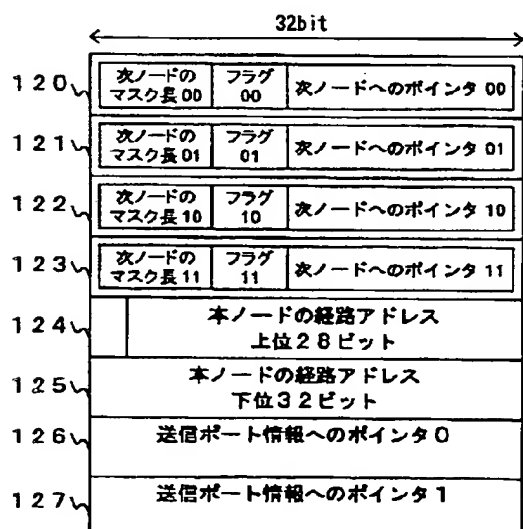 32bit
120 次ノードの マスク長00 フラグ 00 次ノードへのポインタ 00
121 次ノードの マスク長01 フラグ 01 次ノードへのポインタ 01
122 次ノードの マスク長10 フラグ 10 次ノードへのポインタ 10
123 次ノードの マスク長11 フラグ 11 次ノードへのポインタ 11
124 本ノードの経路アドレス
上位28ビット
125 本ノードの経路アドレス
下位32ビット
126 送信ポート情報へのポインタ0
127 送信ポート情報へのポインタ1